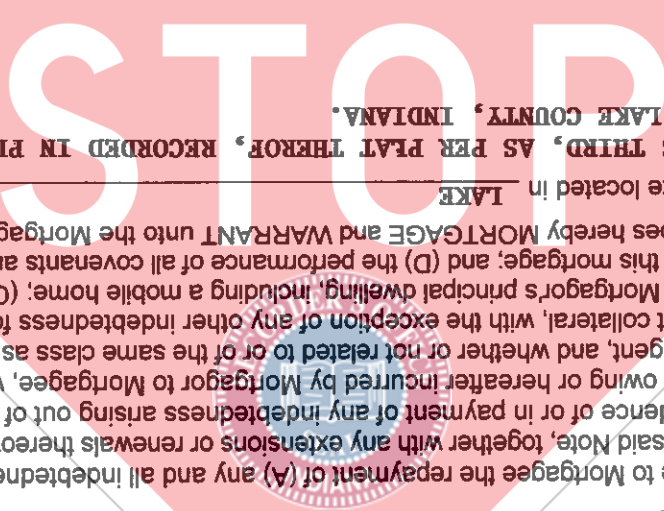 STOP
to Mortgagee the repayment of (A) any and all indebtedn
said Note, together with any extensions or renewals thereo
ence of or in payment of any indebtedness arising out of
owing or hereafter incurred by Mortgagor to Mortgagee,
gent, and whether or not related to or of the same class as
t collateral, with the exception of any other indebtedness f
Mortgagor's principal dwelling, including a mobile home; (C
this mortgage; and (D) the performance of all covenants a
es hereby MORTGAGE and WARRANT unto the Mortgag
te located in LAKE
THIRD, AS PER PLAT THEROF, RECORDED IN PL
LAKE COUNTY, INDIANA.